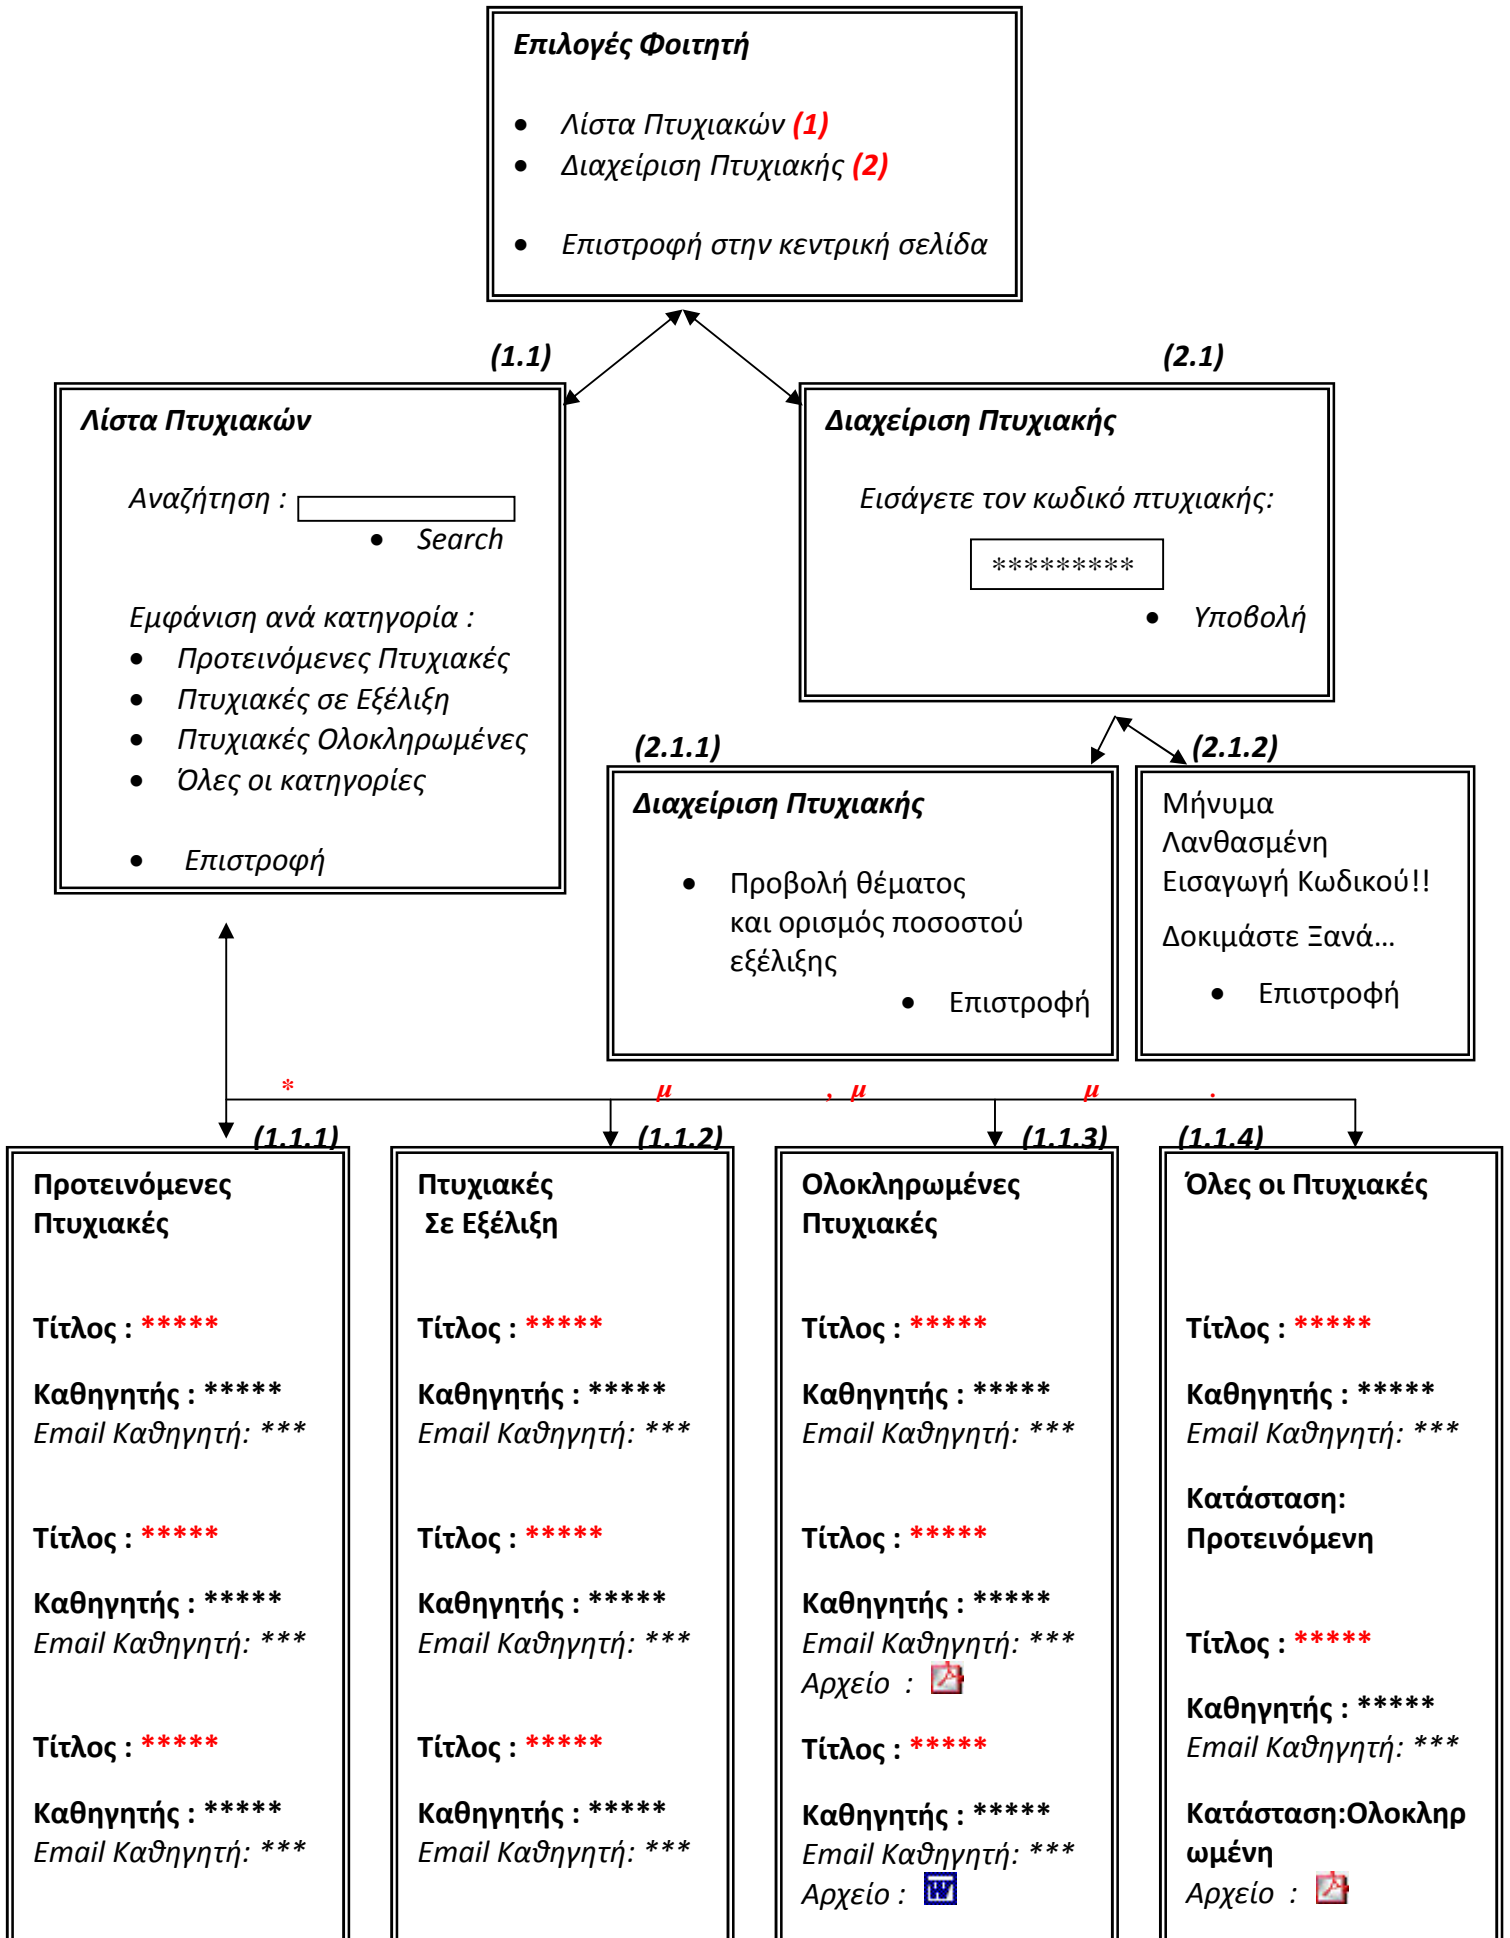 Επιλογές Φοιτητή
• Λίστα Πτυχιακών (1)
• Διαχείριση Πτυχιακής (2)
• Επιστροφή στην κεντρική σελίδα
(1.1)
Λίστα Πτυχιακών
Αναζήτηση :
• Search
Εμφάνιση ανά κατηγορία :
• Προτεινόμενες Πτυχιακές
• Πτυχιακές σε Εξέλιξη
• Πτυχιακές Ολοκληρωμένες
• Όλες οι κατηγορίες
• Επιστροφή
(2.1)
Διαχείριση Πτυχιακής
Εισάγετε τον κωδικό πτυχιακής:
*********
• Υποβολή
(2.1.1)
Διαχείριση Πτυχιακής
• Προβολή θέματος
και ορισμός ποσοστού
εξέλιξης
• Επιστροφή
(2.1.2)
Μήνυμα
Λανθασμένη
Εισαγωγή Κωδικού!!
Δοκιμάστε Ξανά...
• Επιστροφή
* μ , μ μ .
(1.1.1)
Προτεινόμενες
Πτυχιακές
Τίτλος : *****
Καθηγητής : *****
Email Καθηγητή: ***
Τίτλος : *****
Καθηγητής : *****
Email Καθηγητή: ***
Τίτλος : *****
Καθηγητής : *****
Email Καθηγητή: ***
(1.1.2)
Πτυχιακές
Σε Εξέλιξη
Τίτλος : *****
Καθηγητής : *****
Email Καθηγητή: ***
Τίτλος : *****
Καθηγητής : *****
Email Καθηγητή: ***
Τίτλος : *****
Καθηγητής : *****
Email Καθηγητή: ***
(1.1.3)
Ολοκληρωμένες
Πτυχιακές
Τίτλος : *****
Καθηγητής : *****
Email Καθηγητή: ***
Τίτλος : *****
Καθηγητής : *****
Email Καθηγητή: ***
Αρχείο :
Τίτλος : *****
Καθηγητής : *****
Email Καθηγητή: ***
Αρχείο : W
(1.1.4)
Όλες οι Πτυχιακές
Τίτλος : *****
Καθηγητής : *****
Email Καθηγητή: ***
Κατάσταση:
Προτεινόμενη
Τίτλος : *****
Καθηγητής : *****
Email Καθηγητή: ***
Κατάσταση:Ολοκληρ
ωμένη
Αρχείο :